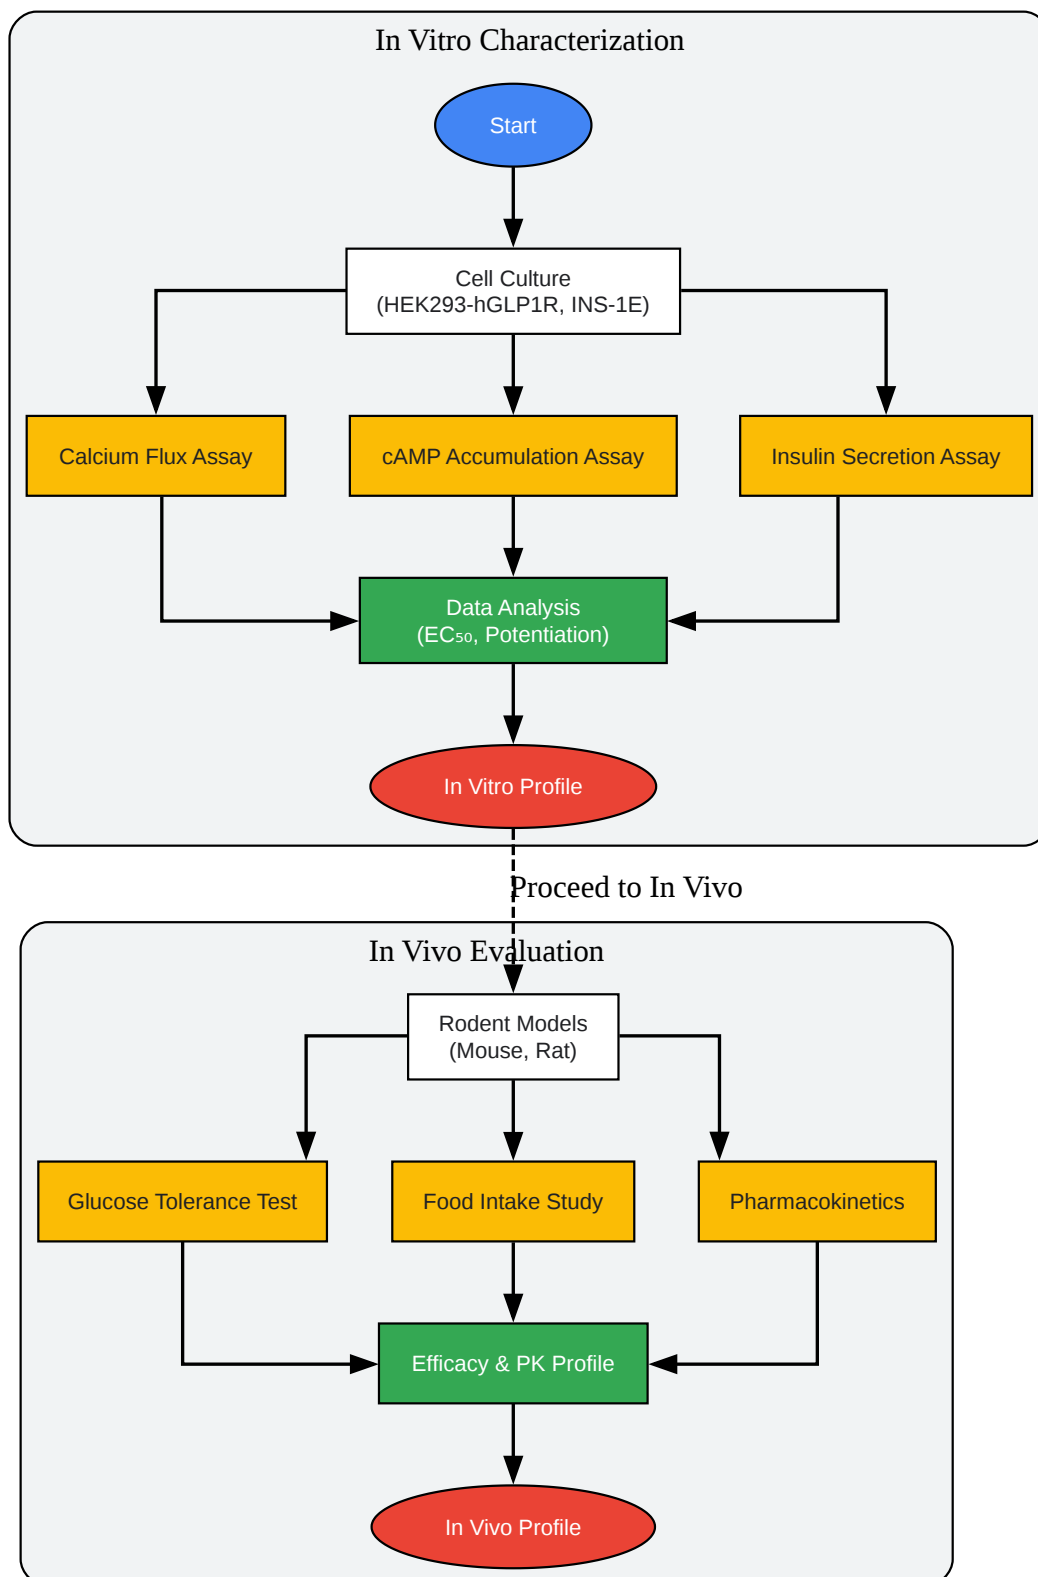 In Vitro Characterization
Start
Cell Culture
(HEK293-hGLP1R, INS-1E)
Calcium Flux Assay
cAMP Accumulation Assay
Insulin Secretion Assay
Data Analysis
(EC₅₀, Potentiation)
In Vitro Profile
Proceed to In Vivo
In Vivo Evaluation
Rodent Models
(Mouse, Rat)
Glucose Tolerance Test
Food Intake Study
Pharmacokinetics
Efficacy & PK Profile
In Vivo Profile